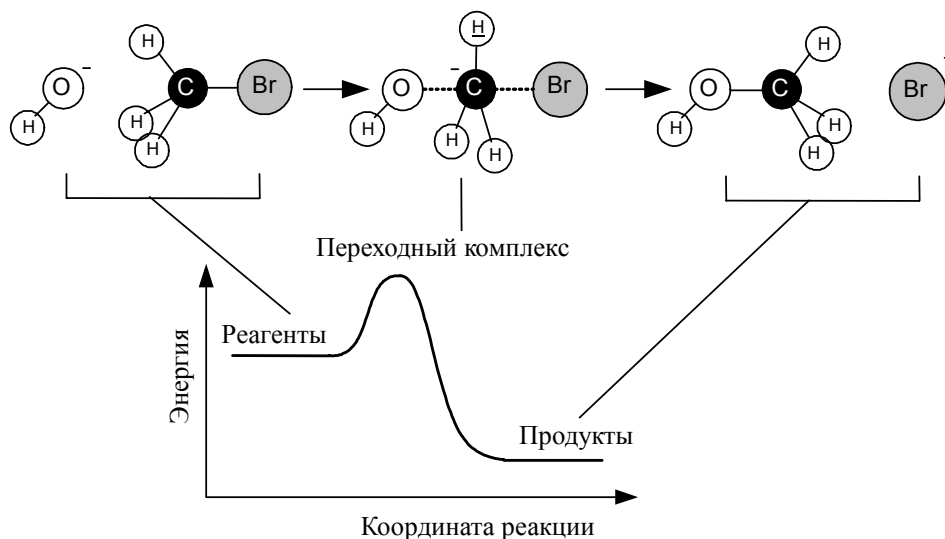 H O − H H H C Br
H O − C H H H Br
H O C H H H Br −
Переходный комплекс
Реагенты
Энергия
Продукты
Координата реакции